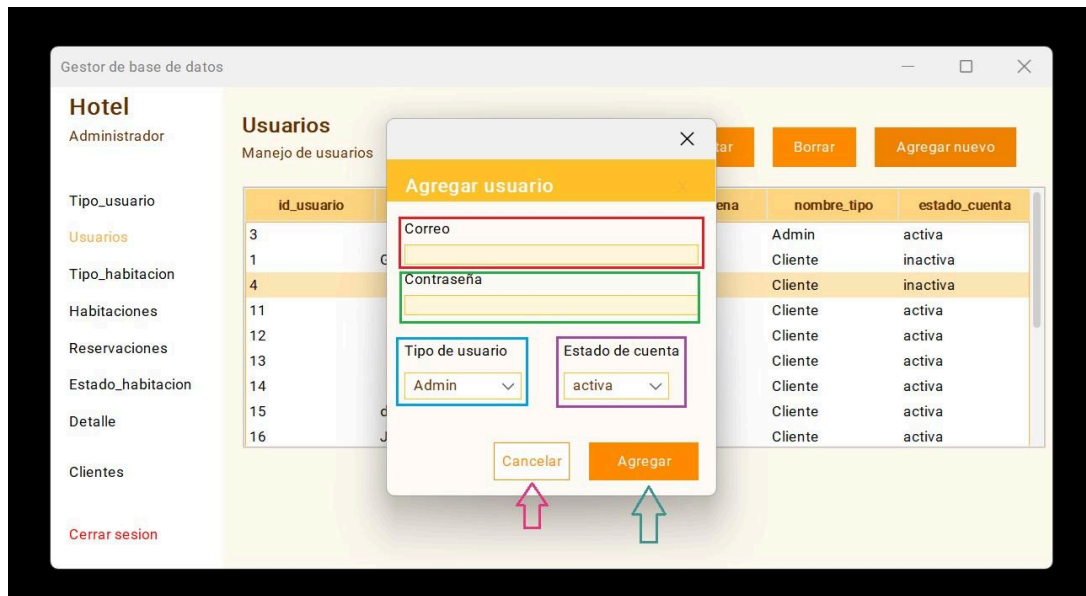 Gestor de base de datos
Hotel
Administrador
Tipo_usuario
Usuarios
Tipo_habitacion
Habitaciones
Reservaciones
Estado_habitacion
Detalle
Clientes
Cerrar sesion
Usuarios
Manejo de usuarios
Borrar
Agregar nuevo
id_usuario nombre_tipo estado_cuenta
3 Admin activa
1 Cliente inactiva
4 Cliente inactiva
11 Cliente activa
12 Cliente activa
13 Cliente activa
14 Cliente activa
15 Cliente activa
16 Cliente activa
Agregar usuario
Correo
Contraseña
Tipo de usuario Estado de cuenta
Admin activa
Cancelar Agregar